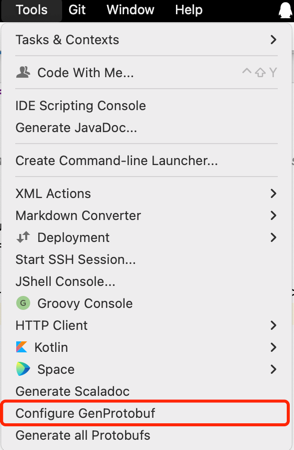 Tools Git Window Help
Tasks & Contexts
Code With Me... ^⇧Y
IDE Scripting Console
Generate JavaDoc...
Create Command-line Launcher...
XML Actions
Markdown Converter
Deployment
Start SSH Session...
JShell Console...
G Groovy Console
HTTP Client
Kotlin
Space
Generate Scaladoc
Configure GenProtobuf
Generate all Protobufs